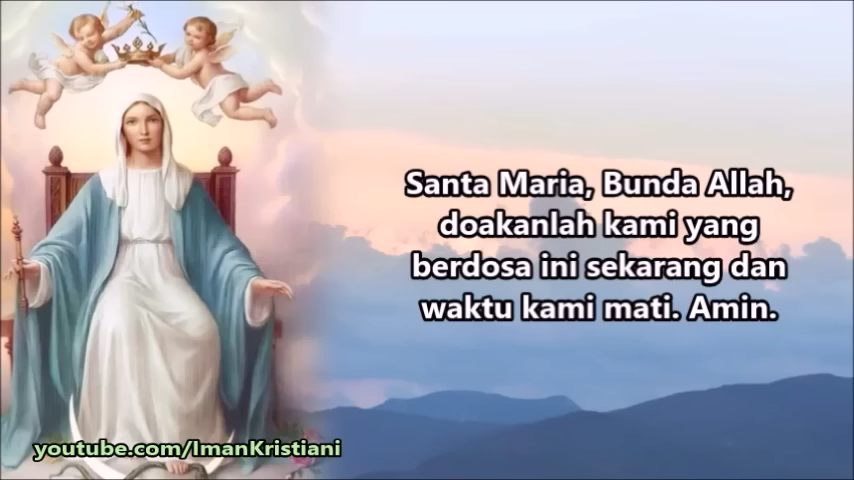 Santa Maria, Bunda Allah,
doakanlah kami yang
berdosa ini sekarang dan
waktu kami mati. Amin.
youtube.com/ImanKristiani